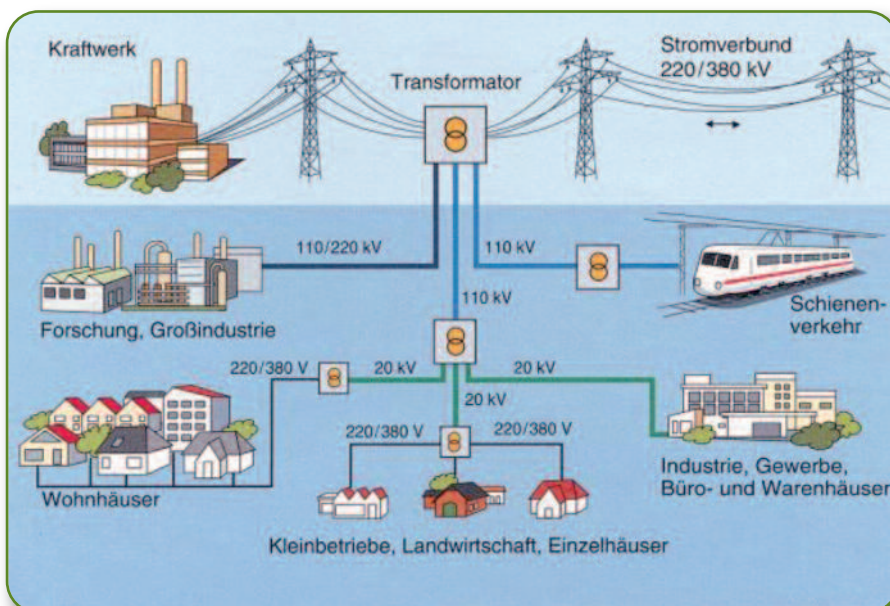 Kraftwerk
Transformator
Stromverbund
220/380 kV
110/220 kV
110 kV
110 kV
Forschung, Großindustrie
Schienen-
verkehr
220/380 V
20 kV
20 kV
20 kV
220/380 V
220/380 V
Wohnhäuser
Industrie, Gewerbe,
Büro- und Warenhäuser
Kleinbetriebe, Landwirtschaft, Einzelhäuser